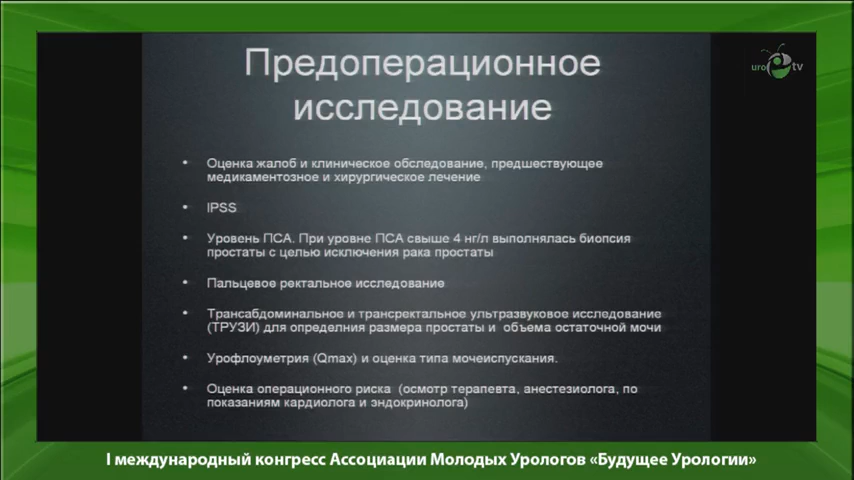 Предоперационное
исследование
uro tv
• Оценка жалоб и клиническое обследование, предшествующее
медикаментозное и хирургическое лечение
• IPSS
• Уровень ПСА. При уровне ПСА свыше 4 нг/л выполнялась биопсия
простаты с целью исключения рака простаты
• Пальцевое ректальное исследование
• Трансабдоминальное и трансректальное ультразвуковое исследование
(ТРУЗИ) для определния размера простаты и объема остаточной мочи
• Урофлоуметрия (Qmax) и оценка типа мочеиспускания.
• Оценка операционного риска (осмотр терапевта, анестезиолога, по
показаниям кардиолога и эндокринолога)
I международный конгресс Ассоциации Молодых Урологов «Будущее Урологии»